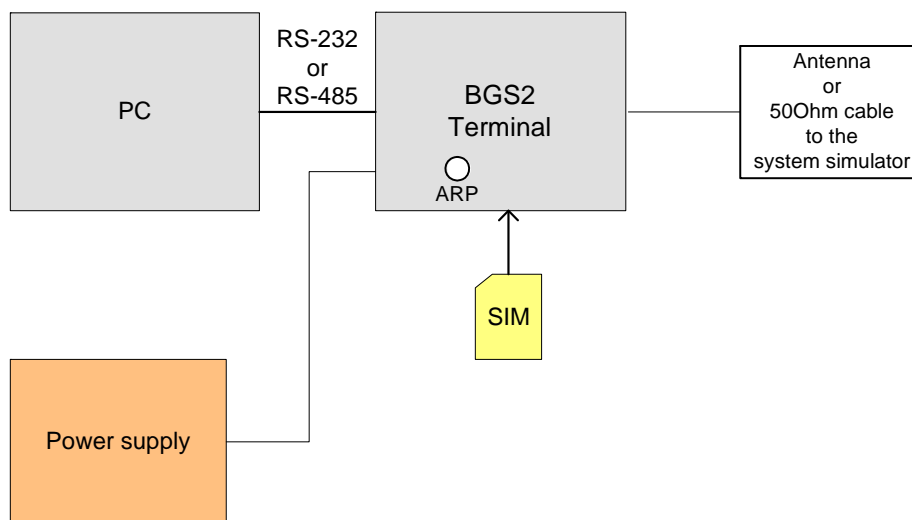 PC
RS-232
or
RS-485
BGS2
Terminal
ARP
Antenna
or
50Ohm cable
to the
system simulator
SIM
Power supply